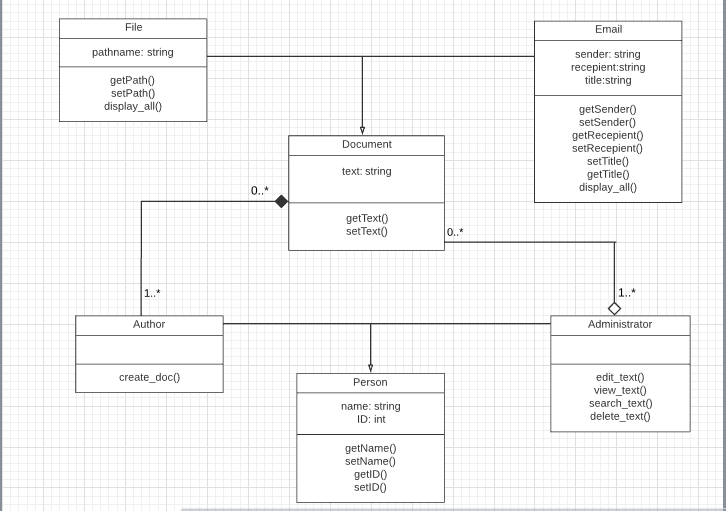 File
pathname: string
getPath()
setPath()
display_all()
Email
sender: string
recepient:string
title:string
getSender()
setSender()
getRecepient()
setRecepient()
setTitle()
getTitle()
display_all()
Document
text: string
getText()
setText()
0..*
0..*
1..*
1..*
Author
create_doc()
Administrator
edit_text()
view_text()
search_text()
delete_text()
Person
name: string
ID: int
getName()
setName()
getID()
setID()